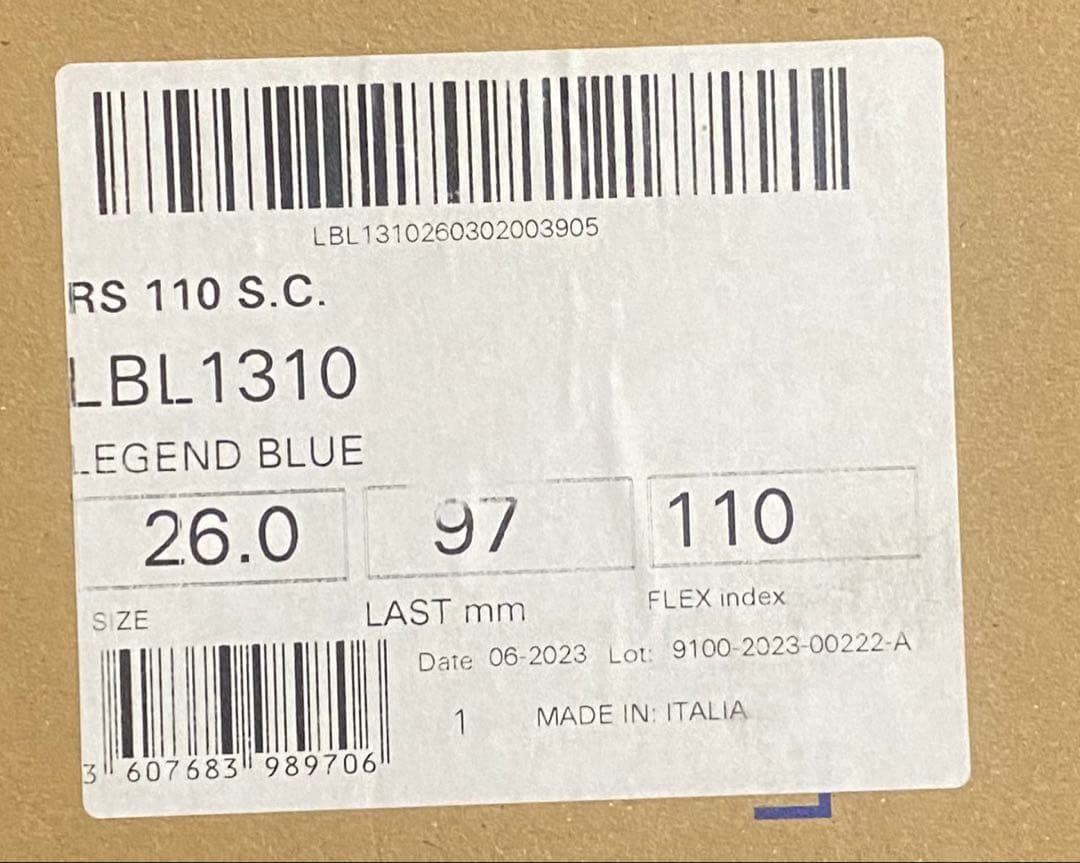 LBL1310260302003905
RS 110 S.C.
LBL1310
LEGEND BLUE
26.0 97 110
SIZE LAST mm FLEX index
Date 06-2023 Lot: 9100-2023-00222-A
1 MADE IN: ITALIA
3 607683 989706